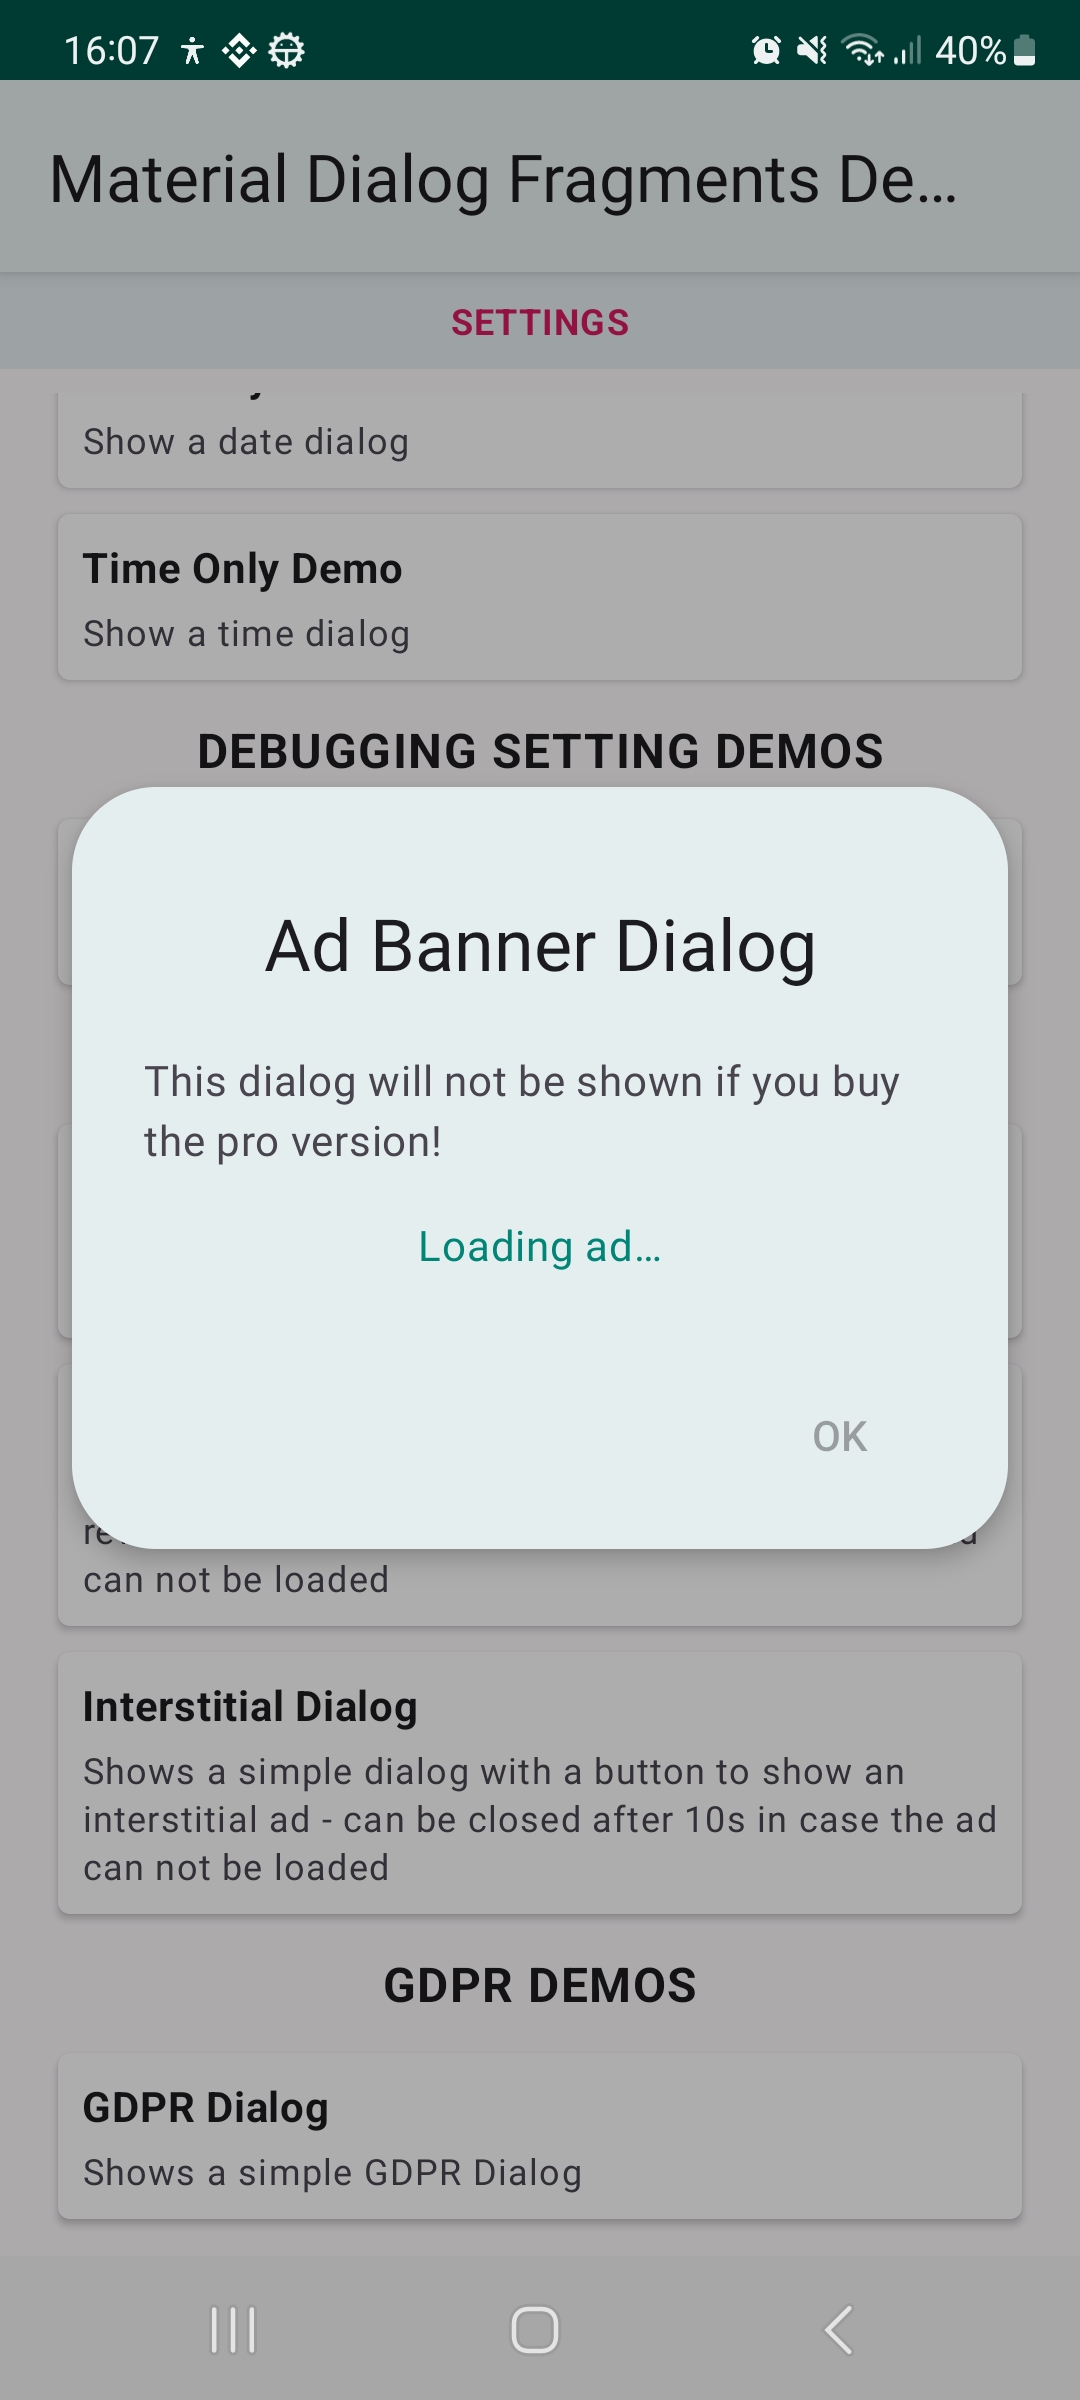 16:07
40%
Material Dialog Fragments De…
SETTINGS
Show a date dialog
Time Only Demo
Show a time dialog
DEBUGGING SETTING DEMOS
Ad Banner Dialog
This dialog will not be shown if you buy
the pro version!
Loading ad…
OK
can not be loaded
Interstitial Dialog
Shows a simple dialog with a button to show an
interstitial ad - can be closed after 10s in case the ad
can not be loaded
GDPR DEMOS
GDPR Dialog
Shows a simple GDPR Dialog